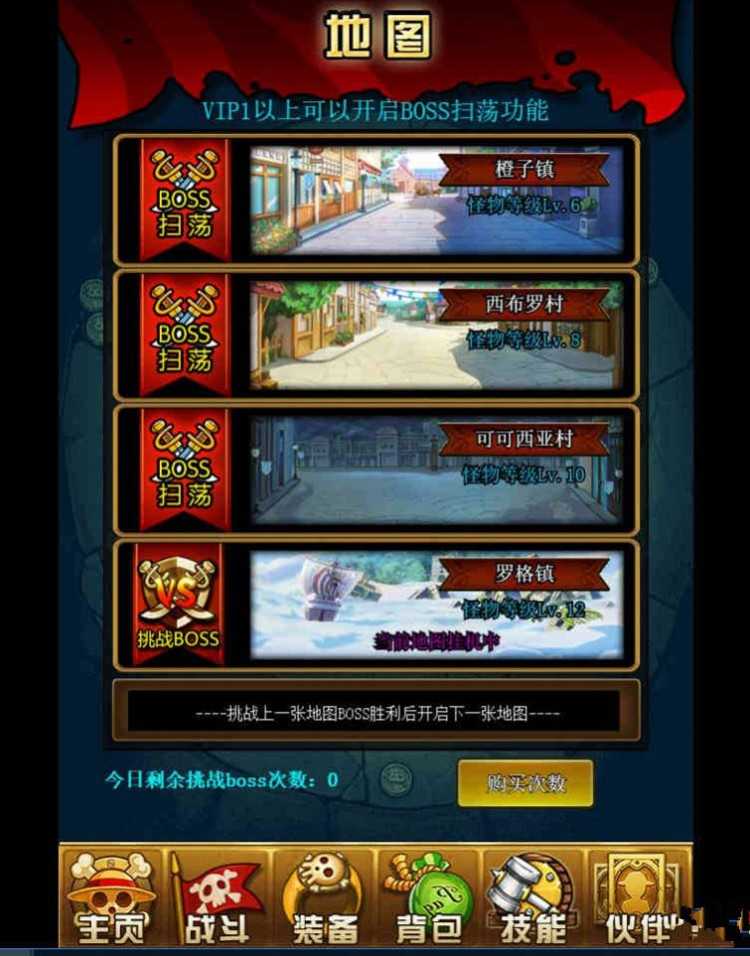 地图
VIP1以上可以开启BOSS扫荡功能
BOSS
扫荡
橙子镇
怪物等级Lv.6
BOSS
扫荡
西布罗村
怪物等级Lv.8
BOSS
扫荡
可可西亚村
怪物等级Lv.10
VS
挑战BOSS
罗格镇
怪物等级Lv.12
当前地图挂机中
----挑战上一张地图BOSS胜利后开启下一张地图----
今日剩余挑战boss次数：0
购买次数
主页
战斗
装备
背包
技能
伙伴